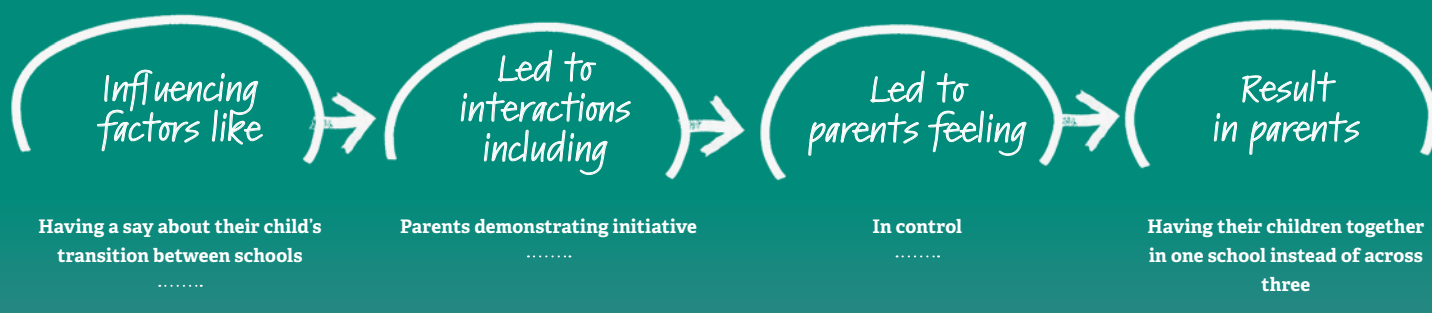 Influencing
factors like
Led to
interactions
including
Led to
parents feeling
Result
in parents
Having a say about their child's
transition between schools
.......
Parents demonstrating initiative
.......
In control
.......
Having their children together
in one school instead of across
three